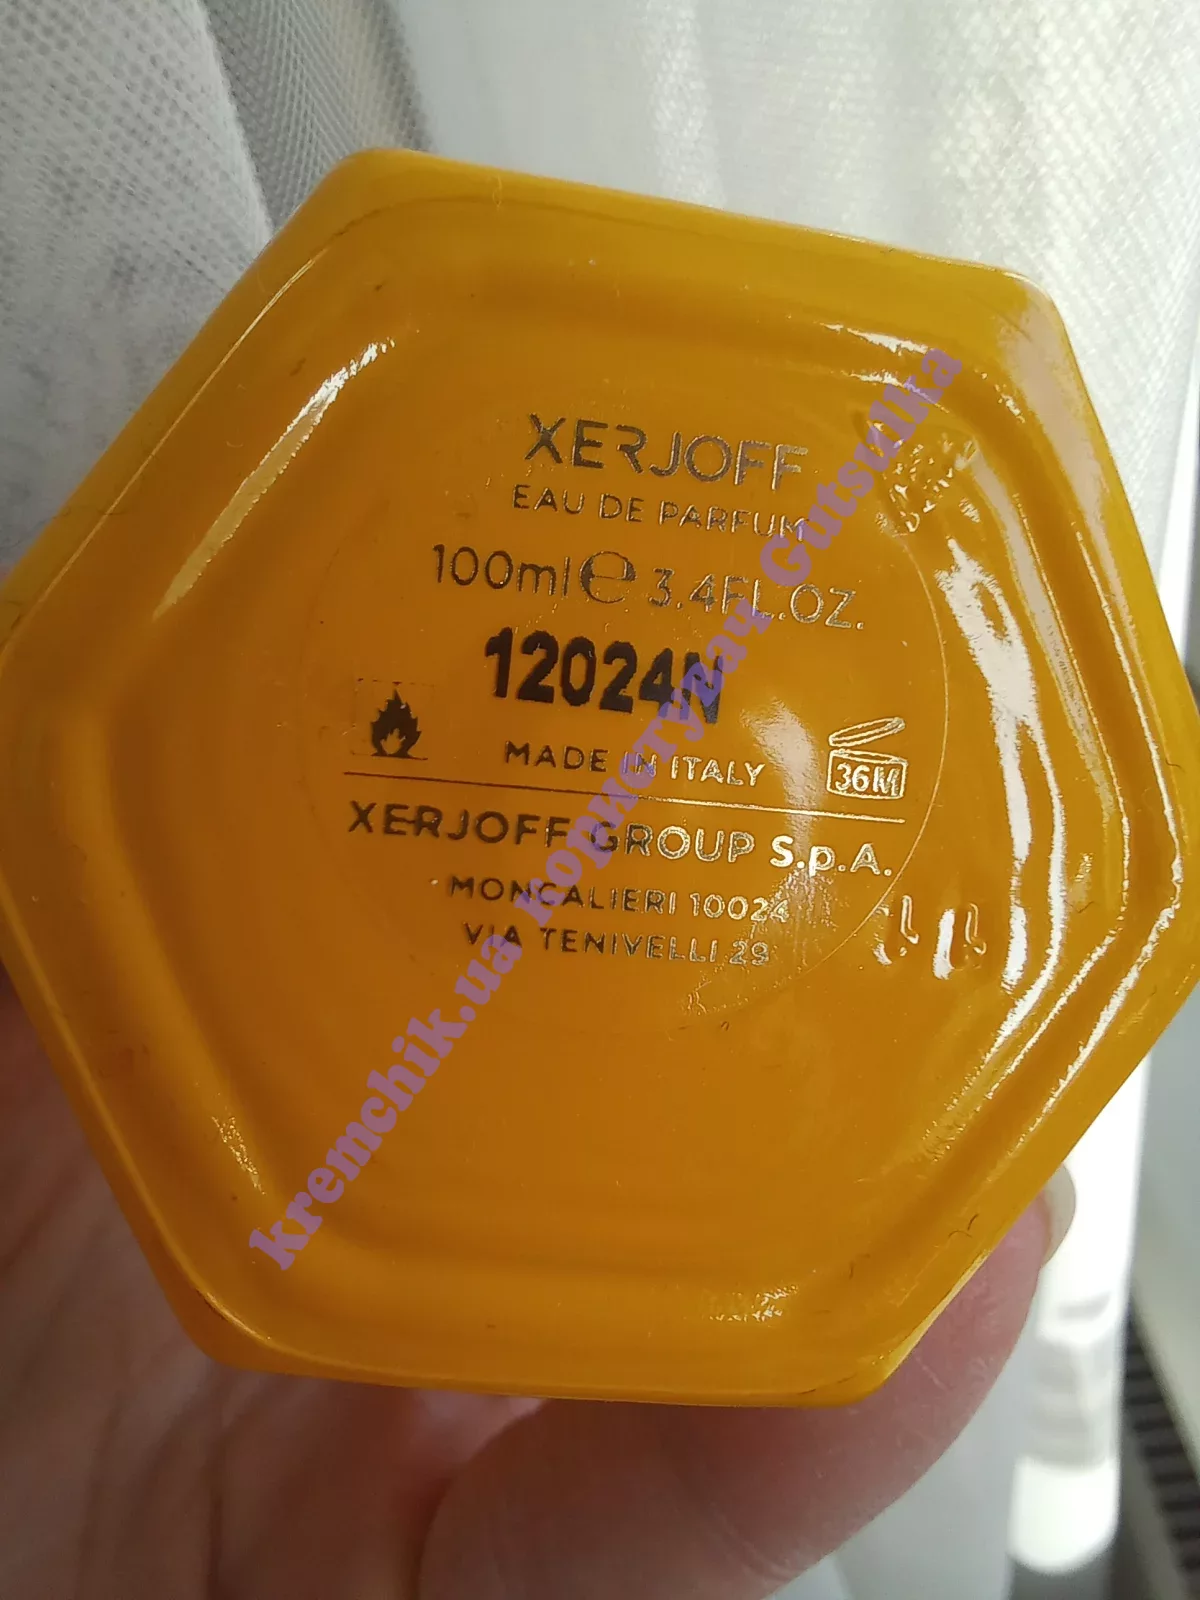 XERJOFF
EAU DE PARFUM
100ml e 3.4FL.OZ.
12024N
MADE IN ITALY
36M
XERJOFF GROUP S.p.A.
MONCALIERI 10024
VIA TENIVELLI 29
kremchik.ua користувач Gutsulka